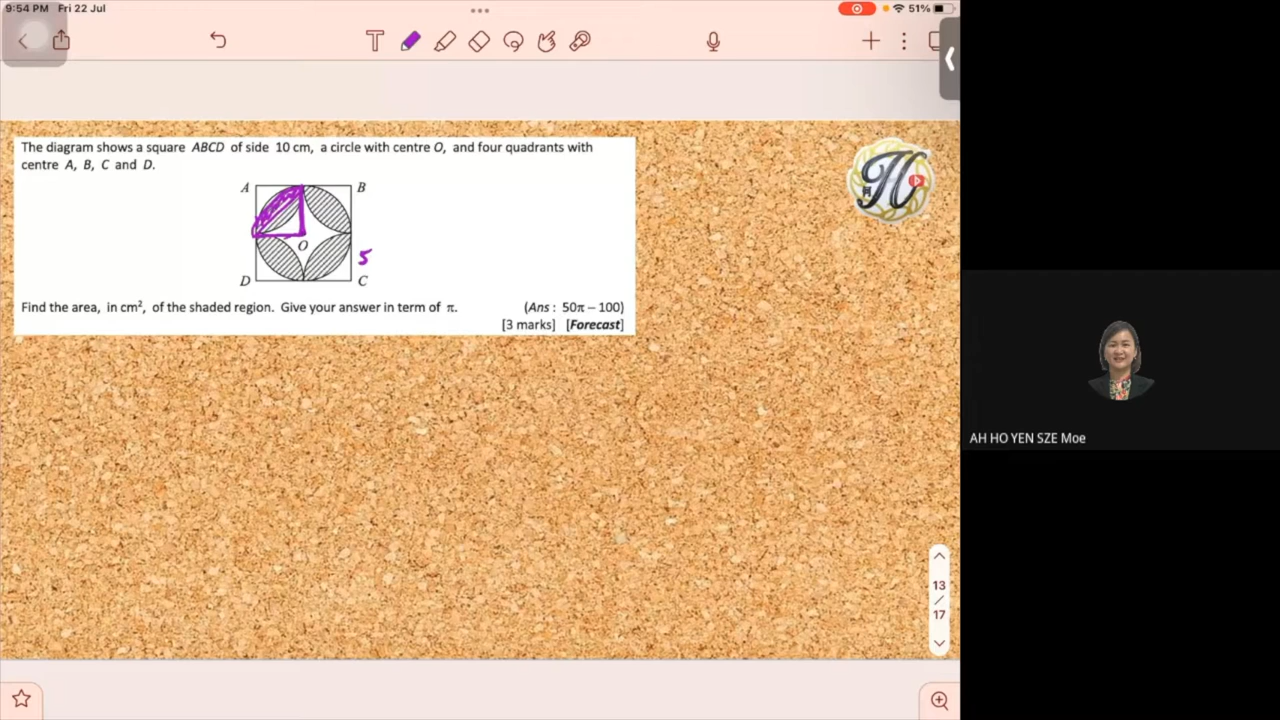 9:54 PM Fri 22 Jul
51%
T
The diagram shows a square ABCD of side 10 cm, a circle with centre O, and four quadrants with
centre A, B, C and D.
A
B
O
5
D
C
Find the area, in cm², of the shaded region. Give your answer in term of π.
(Ans : 50π – 100)
[3 marks] [Forecast]
何
AH HO YEN SZE Moe
13
/
17